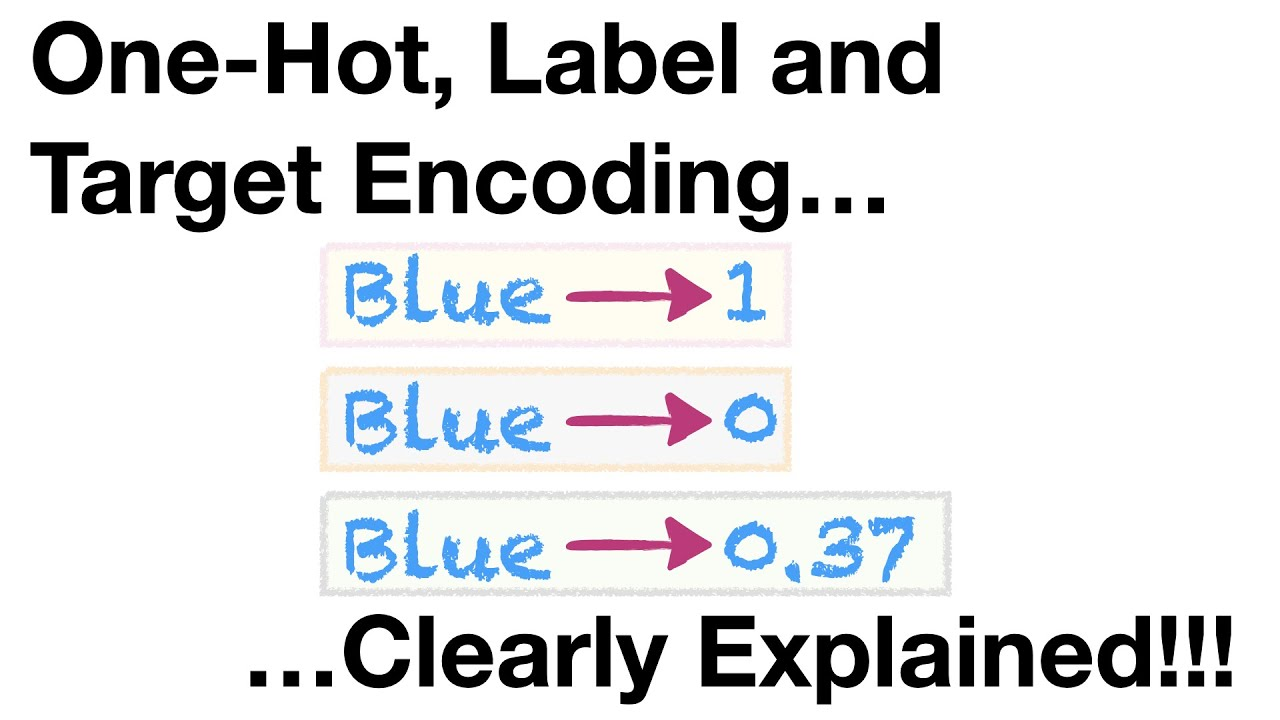 One-Hot, Label and
Target Encoding…
Blue → 1
Blue → 0
Blue → 0.37
…Clearly Explained!!!